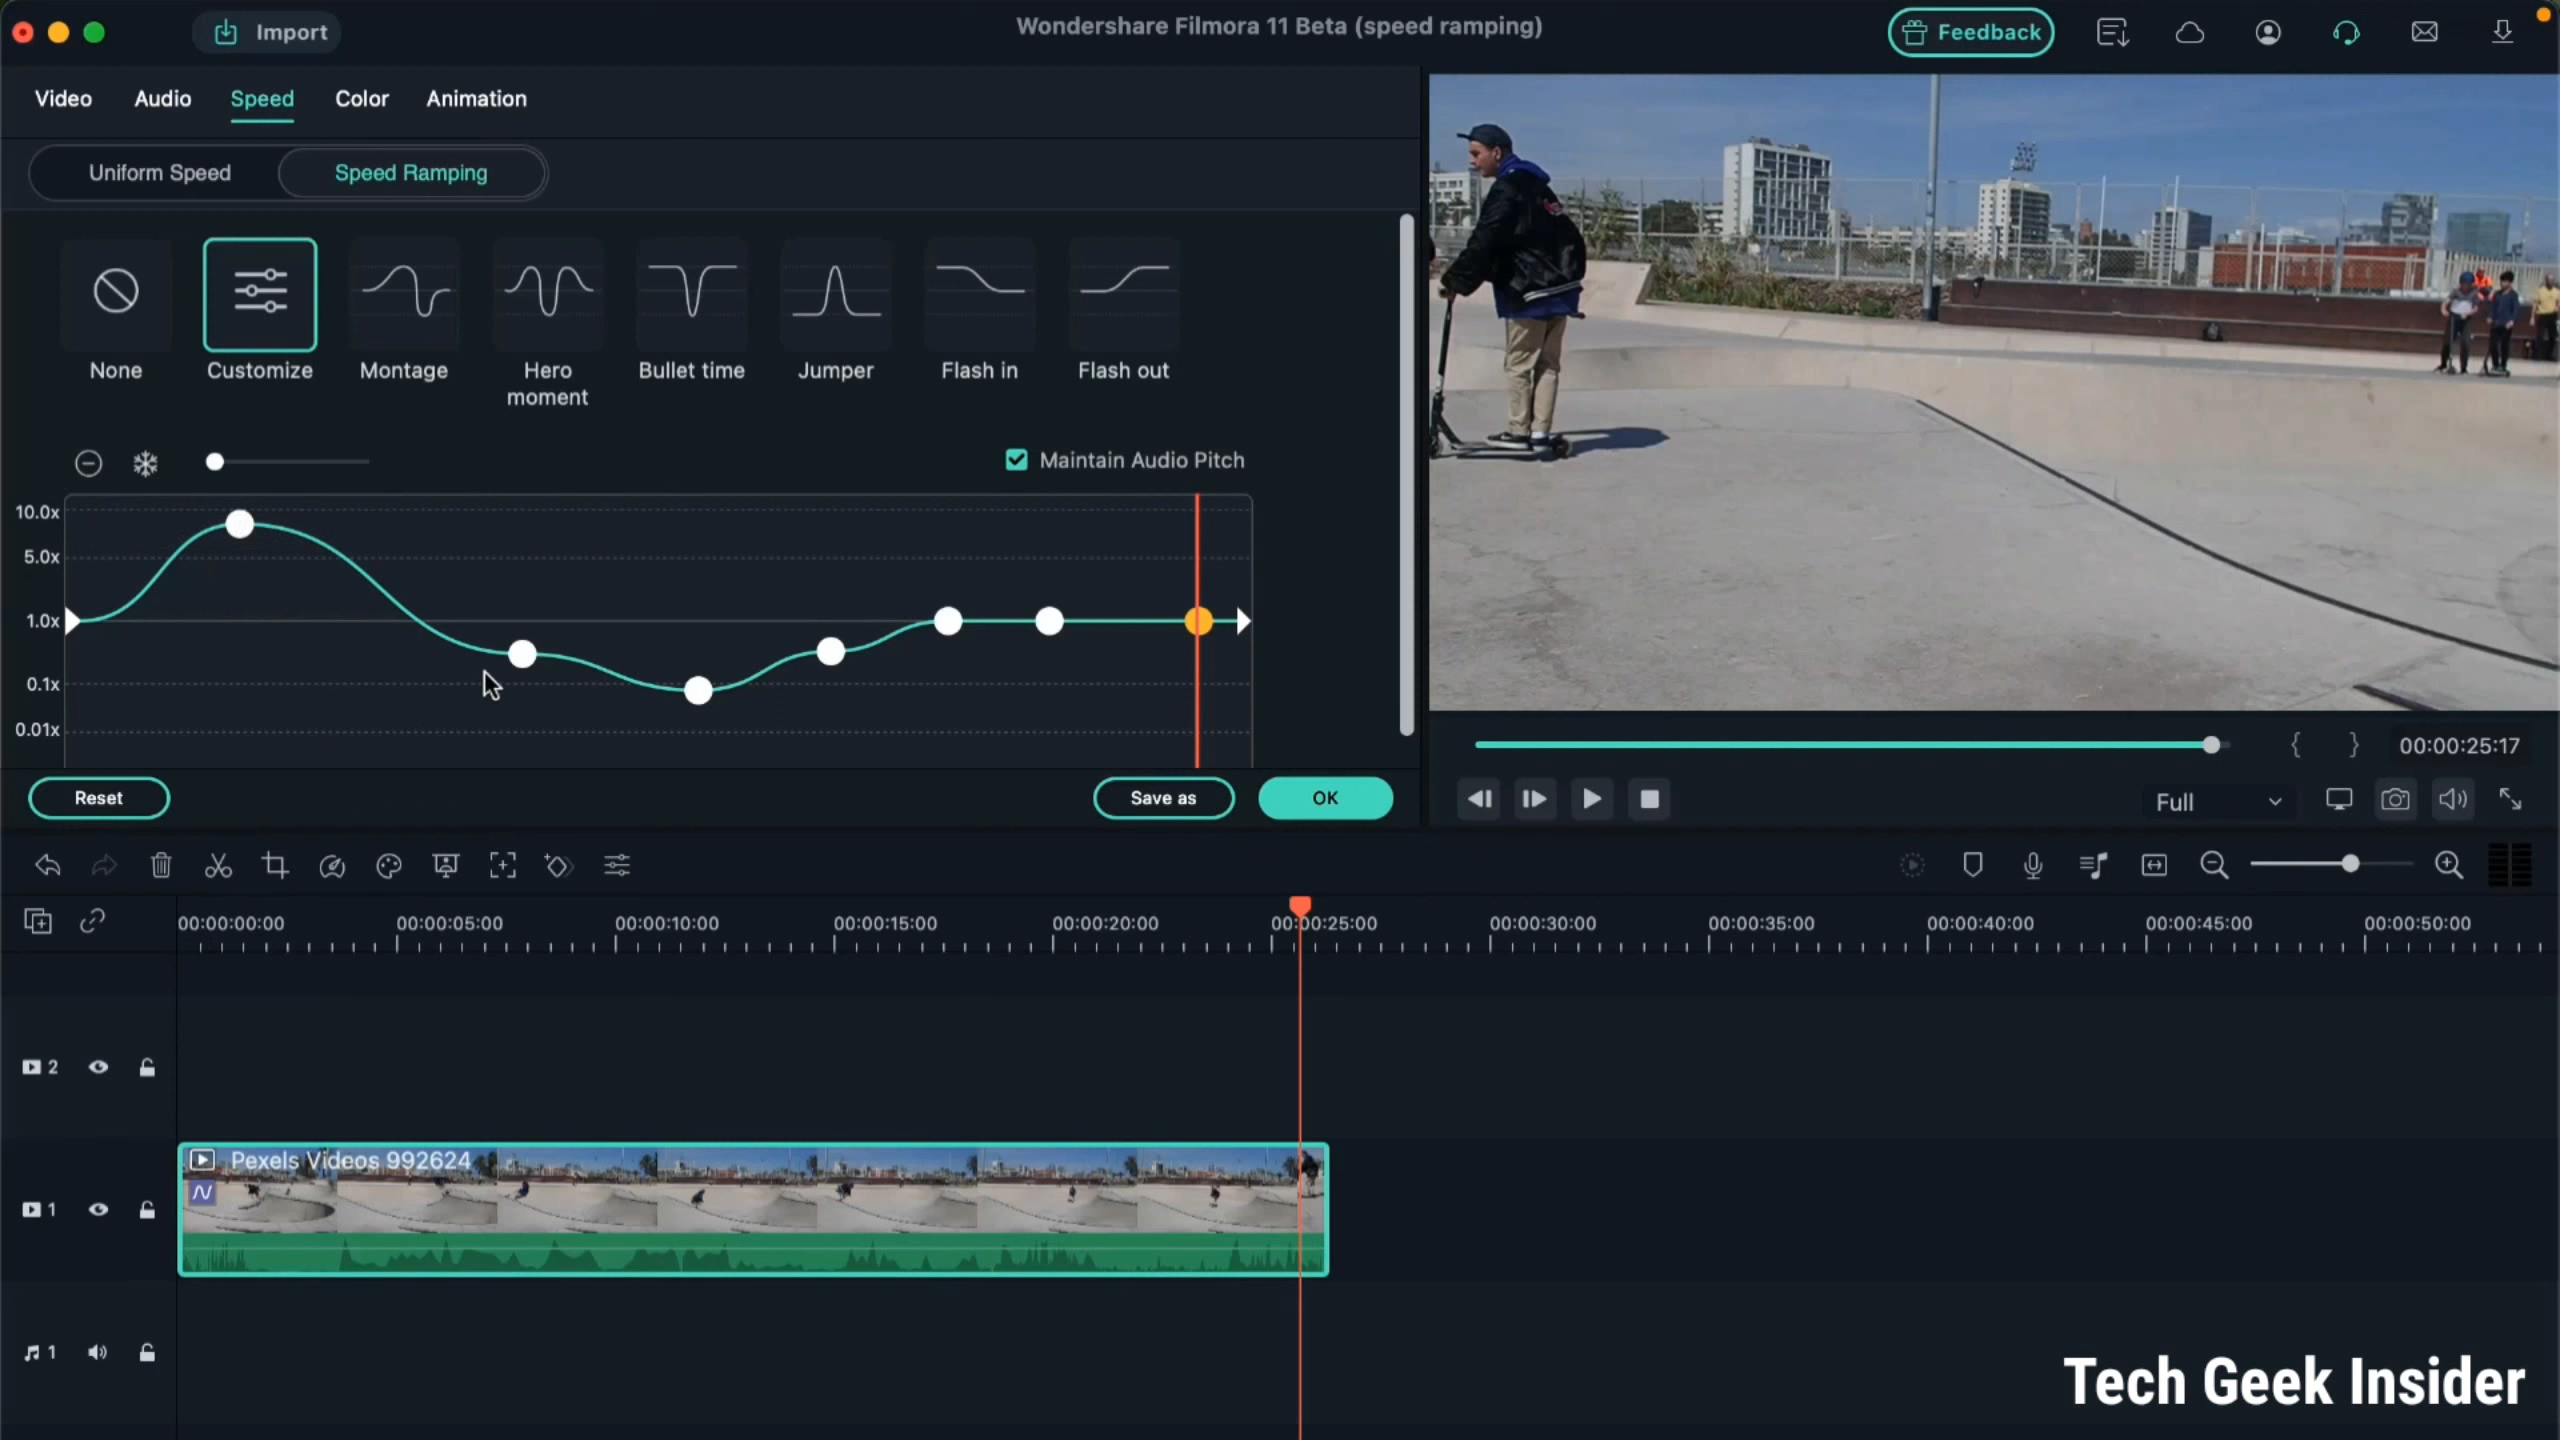 Import
Wondershare Filmora 11 Beta (speed ramping)
Feedback
Video
Audio
Speed
Color
Animation
Uniform Speed
Speed Ramping
None
Customize
Montage
Hero
moment
Bullet time
Jumper
Flash in
Flash out
Maintain Audio Pitch
10.0x
5.0x
1.0x
0.1x
0.01x
Reset
Save as
OK
00:00:25:17
Full
00:00:00:00
00:00:05:00
00:00:10:00
00:00:15:00
00:00:20:00
00:00:25:00
00:00:30:00
00:00:35:00
00:00:40:00
00:00:45:00
00:00:50:00
2
Pexels Videos 992624
1
1
Tech Geek Insider